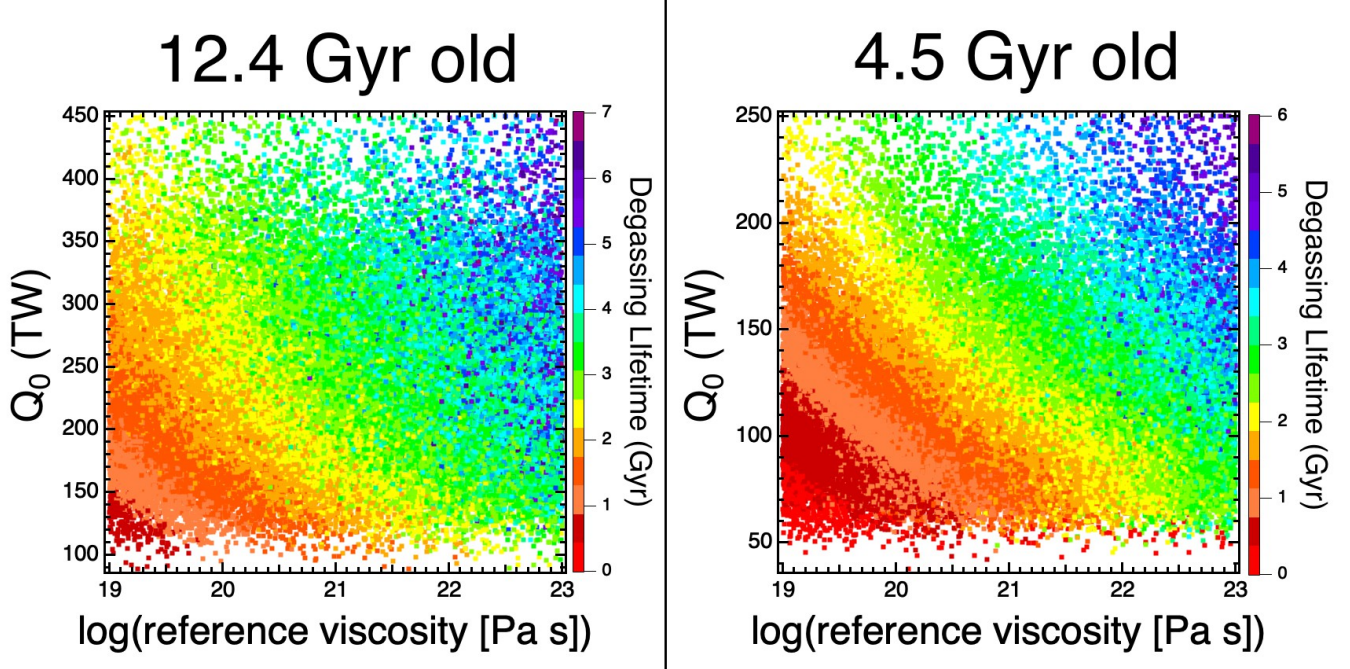 12.4 Gyr old
450
400
350
300
250
200
150
100
Q0 (TW)
19 20 21 22 23
log(reference viscosity [Pa s])
7
6
5
4
3
2
1
0
Degassing LIfetime (Gyr)
4.5 Gyr old
250
200
150
100
50
Q0 (TW)
19 20 21 22 23
log(reference viscosity [Pa s])
6
5
4
3
2
1
0
Degassing LIfetime (Gyr)